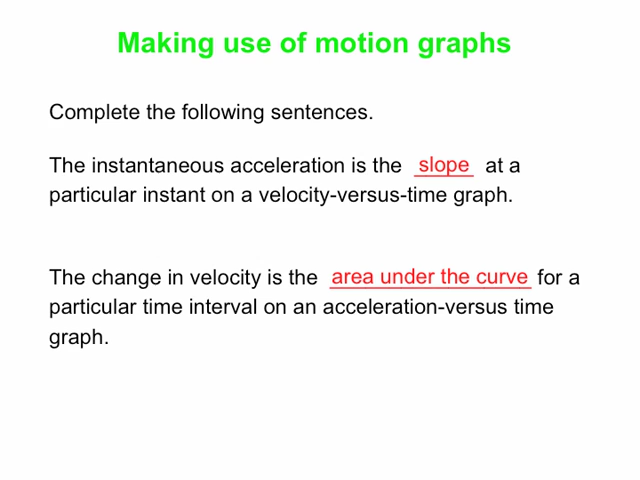 Making use of motion graphs
Complete the following sentences.
The instantaneous acceleration is the slope at a
particular instant on a velocity-versus-time graph.
The change in velocity is the area under the curve for a
particular time interval on an acceleration-versus time
graph.